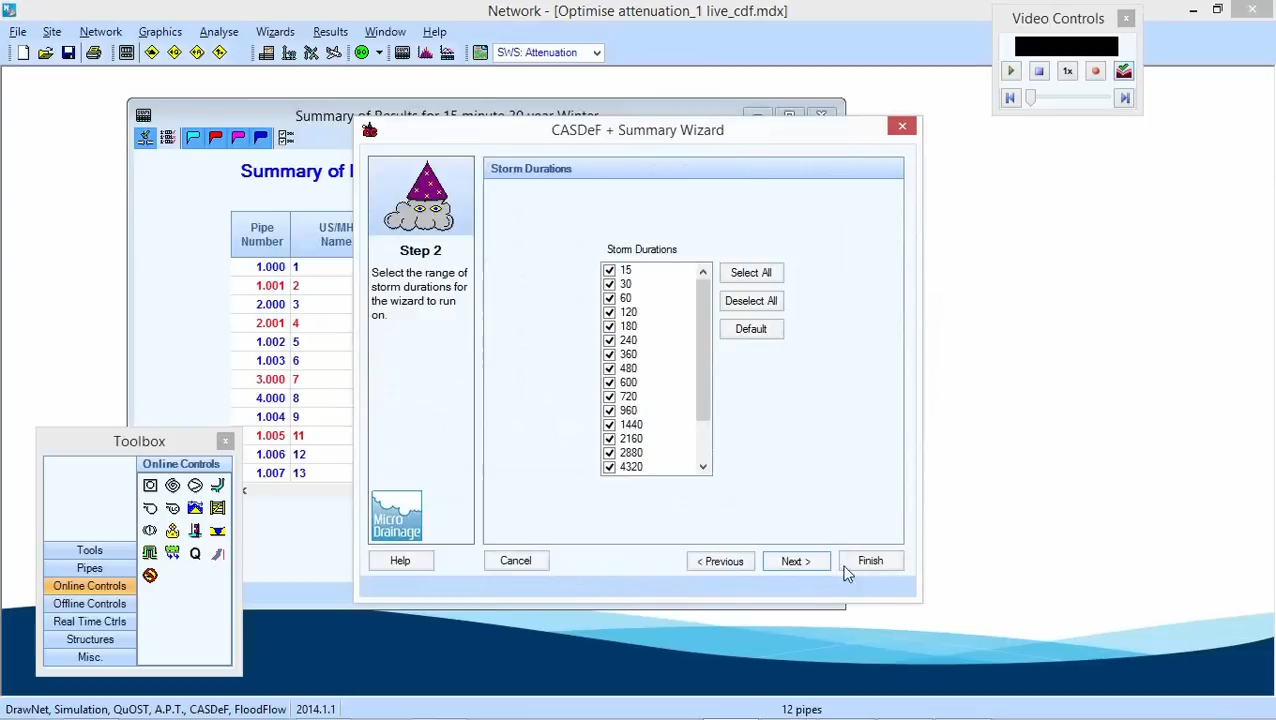 Network - [Optimise attenuation_1 live_cdf.mdx]
File Site Network Graphics Analyse Wizards Results Window Help
SWS: Attenuation
Video Controls
1x
Summary of Results for 15 minute 30 year Winter
CASDeF + Summary Wizard
Summary of
Pipe Number
US/MH Name
1.000 1
1.001 2
2.000 3
2.001 4
1.002 5
1.003 6
3.000 7
4.000 8
1.004 9
1.005 11
1.006 12
1.007 13
Step 2
Select the range of
storm durations for
the wizard to run
on.
Micro
Drainage
Storm Durations
Storm Durations
15
30
60
120
180
240
360
480
600
720
960
1440
2160
2880
4320
Select All
Deselect All
Default
Help
Cancel
< Previous
Next >
Finish
Toolbox
Online Controls
Q
Tools
Pipes
Online Controls
Offline Controls
Real Time Ctrls
Structures
Misc.
DrawNet, Simulation, QuOST, A.P.T., CASDeF, FloodFlow 2014.1.1 12 pipes